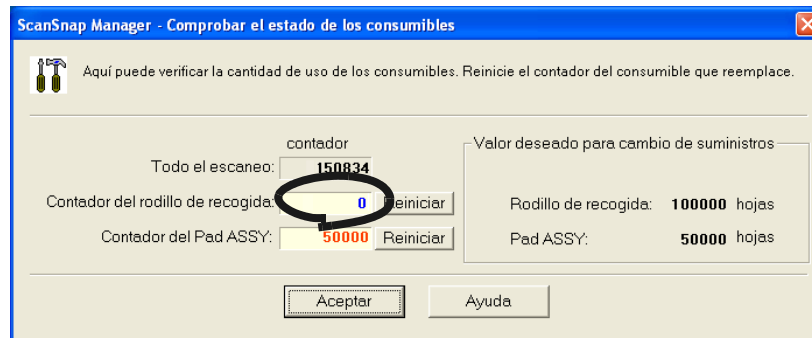 ScanSnap Manager - Comprobar el estado de los consumibles
Aquí puede verificar la cantidad de uso de los consumibles. Reinicie el contador del consumible que reemplace.
contador
Todo el escaneo: 150834
Contador del rodillo de recogida: 0 Reiniciar
Contador del Pad ASSY: 50000 Reiniciar
Valor deseado para cambio de suministros
Rodillo de recogida: 100000 hojas
Pad ASSY: 50000 hojas
Aceptar Ayuda